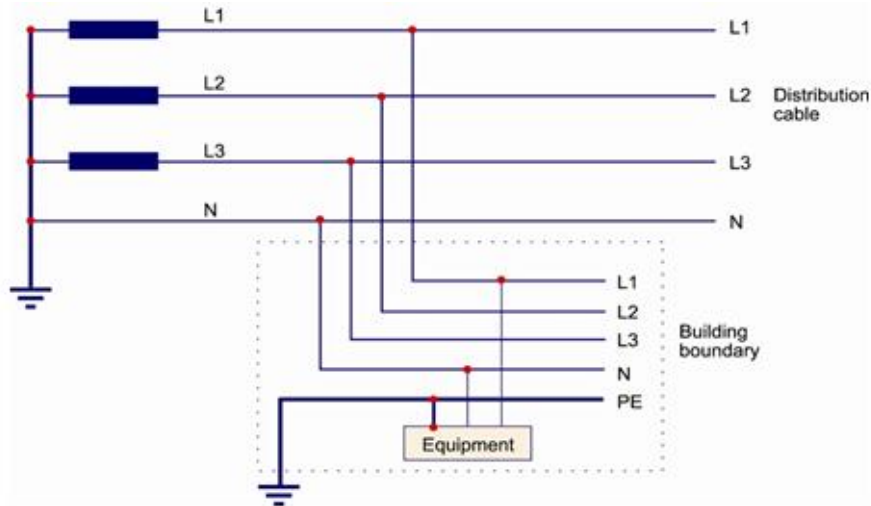 L1
L1
L2
L2
Distribution
cable
L3
L3
N
N
L1
L2
L3
Building
boundary
N
PE
Equipment